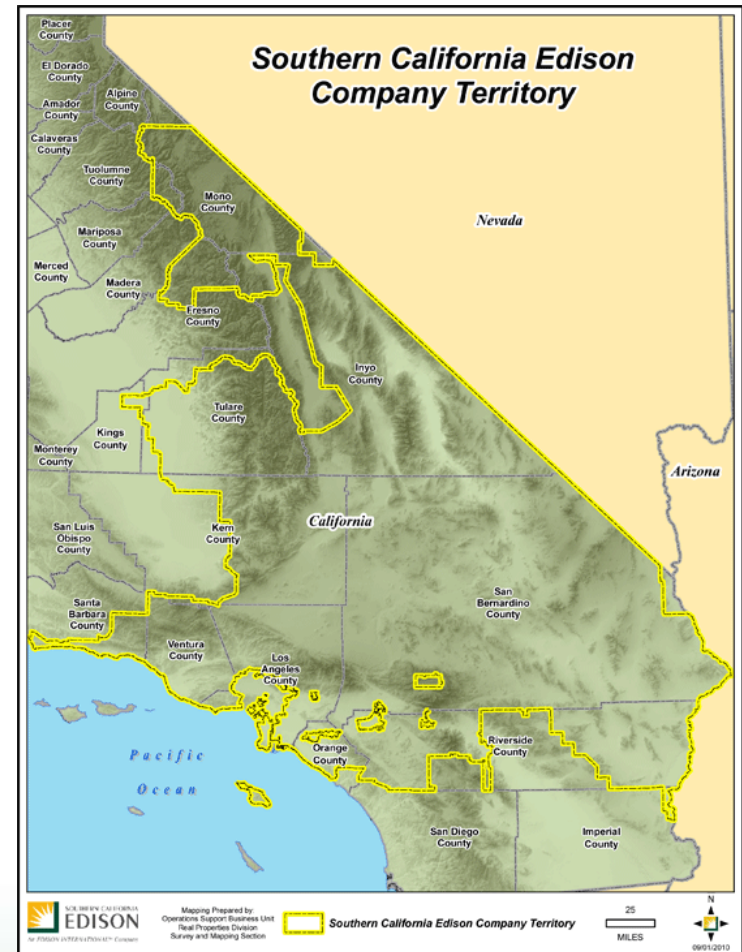 Southern California Edison
Company Territory
Placer
County
El Dorado
County
Alpine
County
Amador
County
Calaveras
County
Tuolumne
County
Mono
County
Nevada
Mariposa
County
Merced
County
Madera
County
Fresno
County
Inyo
County
Tulare
County
Kings
County
Monterey
County
Arizona
California
San Luis
Obispo
County
Kern
County
San
Bernardino
County
Santa
Barbara
County
Ventura
County
Los
Angeles
County
Pacific
Ocean
Orange
County
Riverside
County
San Diego
County
Imperial
County
SOUTHERN CALIFORNIA
EDISON
An EDISON INTERNATIONAL℠ Company
Mapping Prepared by:
Operations Support Business Unit
Real Properties Division
Survey and Mapping Section
Southern California Edison Company Territory
25
MILES
N
09/01/2010